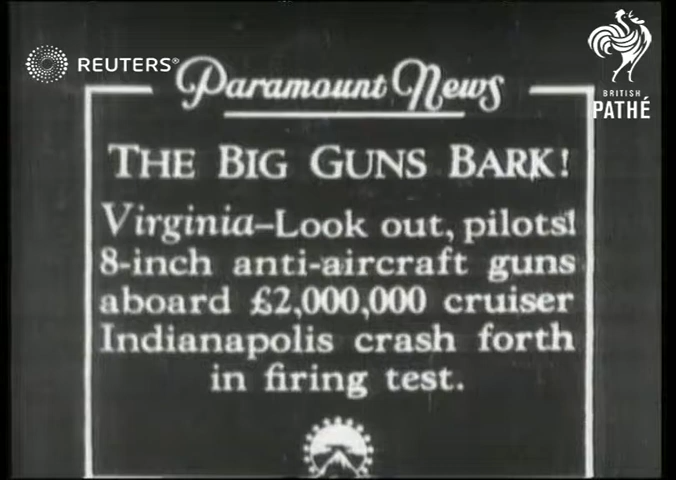 REUTERS®
BRITISH
PATHÉ
Paramount News
THE BIG GUNS BARK!
Virginia–Look out, pilots!
8-inch anti-aircraft guns
aboard £2,000,000 cruiser
Indianapolis crash forth
in firing test.